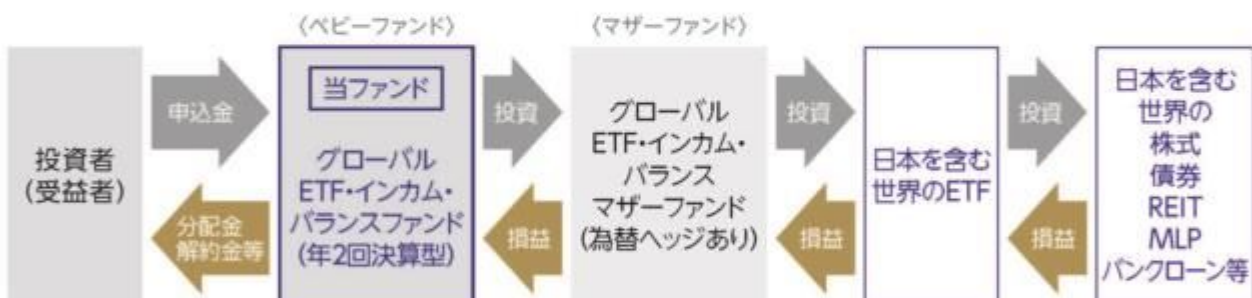 〈ベビーファンド〉
〈マザーファンド〉
投資者
(受益者)
申込金
分配金
解約金等
当ファンド
グローバル
ETF・インカム・
バランスファンド
(年2回決算型)
投資
損益
グローバル
ETF・インカム・
バランス
マザーファンド
(為替ヘッジあり)
投資
損益
日本を含む
世界のETF
投資
損益
日本を含む
世界の
株式
債券
REIT
MLP
バンクローン等